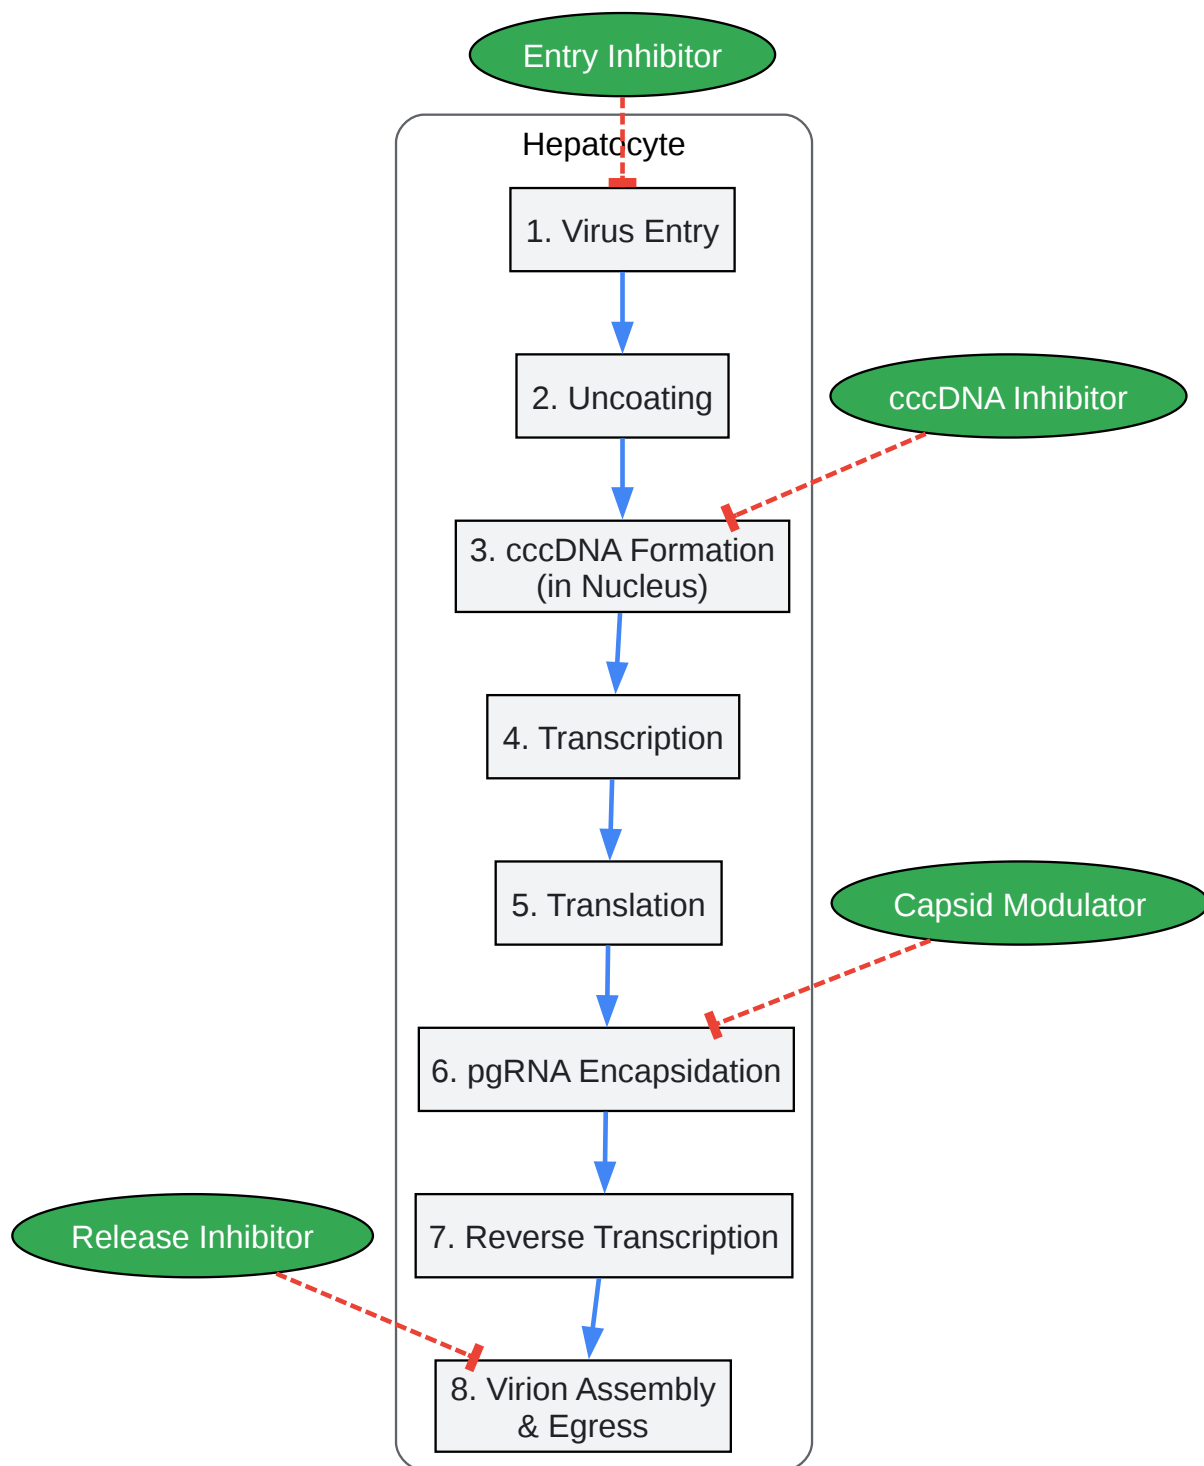 Entry Inhibitor
Hepatocyte
1. Virus Entry
2. Uncoating
cccDNA Inhibitor
3. cccDNA Formation
(in Nucleus)
4. Transcription
5. Translation
Capsid Modulator
6. pgRNA Encapsidation
7. Reverse Transcription
Release Inhibitor
8. Virion Assembly
& Egress